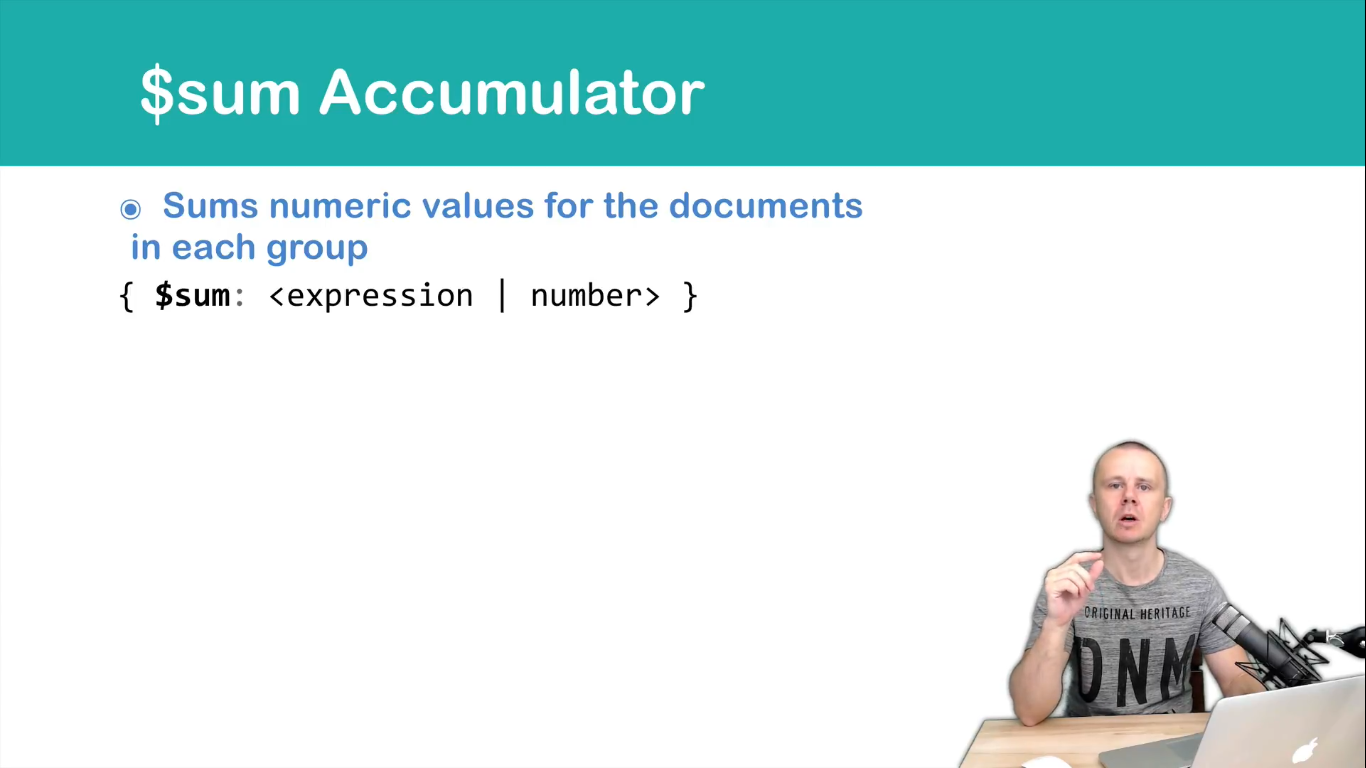 $sum Accumulator
◉ Sums numeric values for the documents
in each group
{ $sum: <expression | number> }
ORIGINAL HERITAGE
DNM